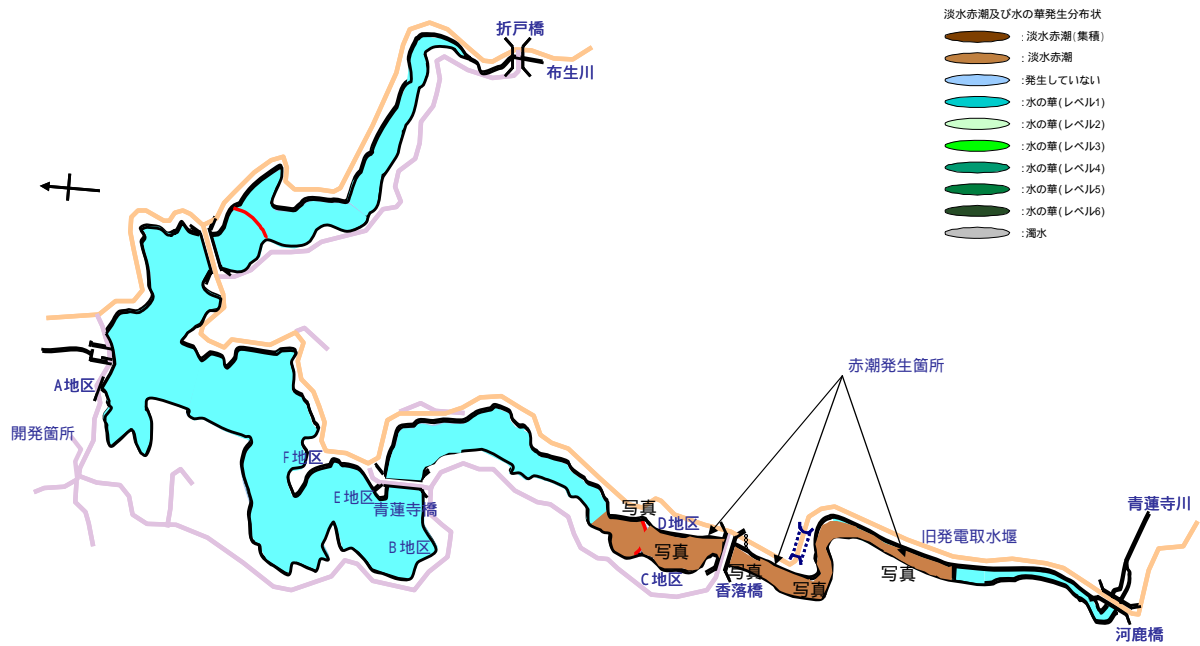 淡水赤潮及び水の華発生分布状
:淡水赤潮(集積)
:淡水赤潮
:発生していない
:水の華(レベル1)
:水の華(レベル2)
:水の華(レベル3)
:水の華(レベル4)
:水の華(レベル5)
:水の華(レベル6)
:濁水
折戸橋
布生川
赤潮発生箇所
A地区
開発箇所
F地区
E地区
青蓮寺橋
B地区
写真
D地区
写真
C地区
写真
香落橋
写真
写真
旧発電取水堰
青蓮寺川
河鹿橋